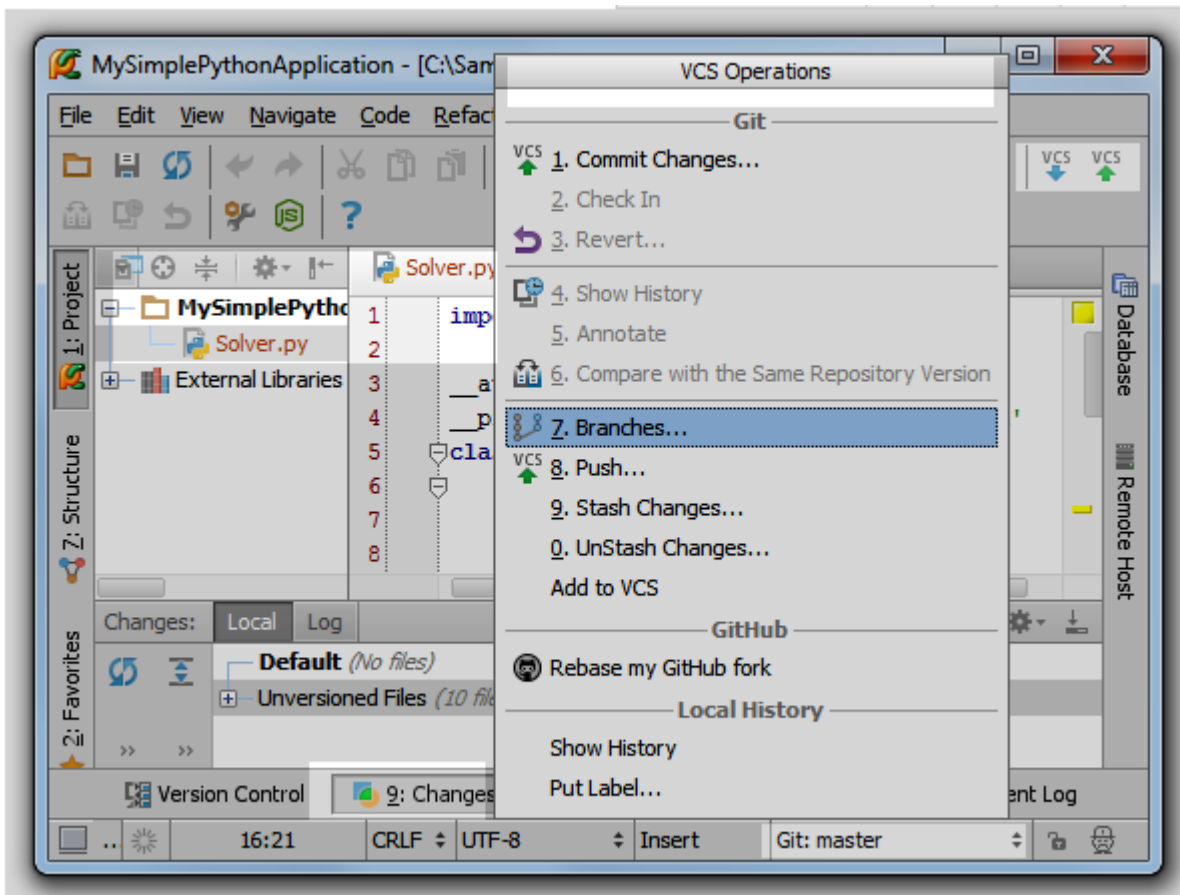 MySimplePythonApplication - [C:\Sam
VCS Operations
File Edit View Navigate Code Refact
Git
VCS 1. Commit Changes...
VCS VCS
2. Check In
3. Revert...
JS ?
1: Project
Solver.py
MySimplePytho
Solver.py
External Libraries
1 impo
2
3 __a
4 __p '
5 cla
6
7
8
4. Show History
5. Annotate
6. Compare with the Same Repository Version
7. Branches...
VCS 8. Push...
9. Stash Changes...
0. UnStash Changes...
Add to VCS
Database
Remote Host
7: Structure
2: Favorites
Changes: Local Log
GitHub
Default (No files)
Rebase my GitHub fork
Unversioned Files (10 file
Local History
Show History
Put Label...
>> >>
Version Control 9: Changes ent Log
... 16:21 CRLF UTF-8 Insert Git: master